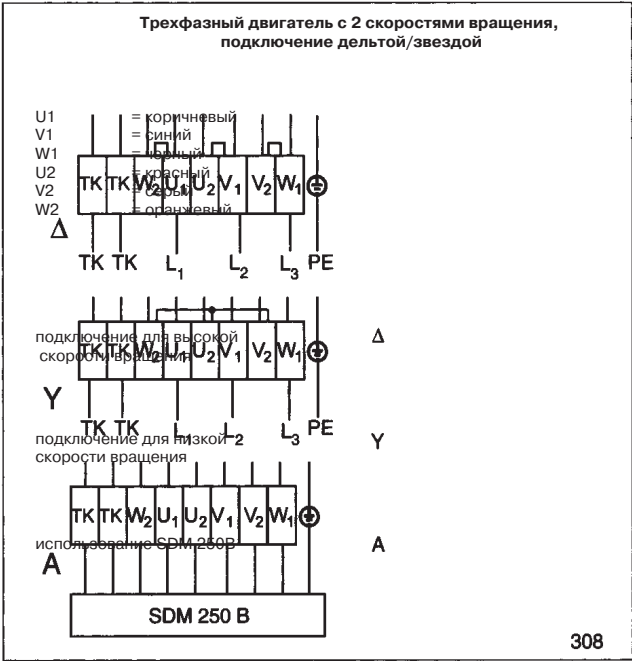 Трехфазный двигатель с 2 скоростями вращения,
подключение дельтой/звездой
U1 = коричневый
V1 = синий
W1 = черный
U2 = красный
V2 = серый
W2 = оранжевый
TK TK W2 U1 U2 V1 V2 W1
Δ
TK TK L1 L2 L3 PE
подключение для высокой Δ
скорости вращения
TK TK W2 U1 U2 V1 V2 W1
Y
TK TK L1 L2 L3 PE
подключение для низкой Y
скорости вращения
TK TK W2 U1 U2 V1 V2 W1
использование SDM 250B A
A
SDM 250 B
308